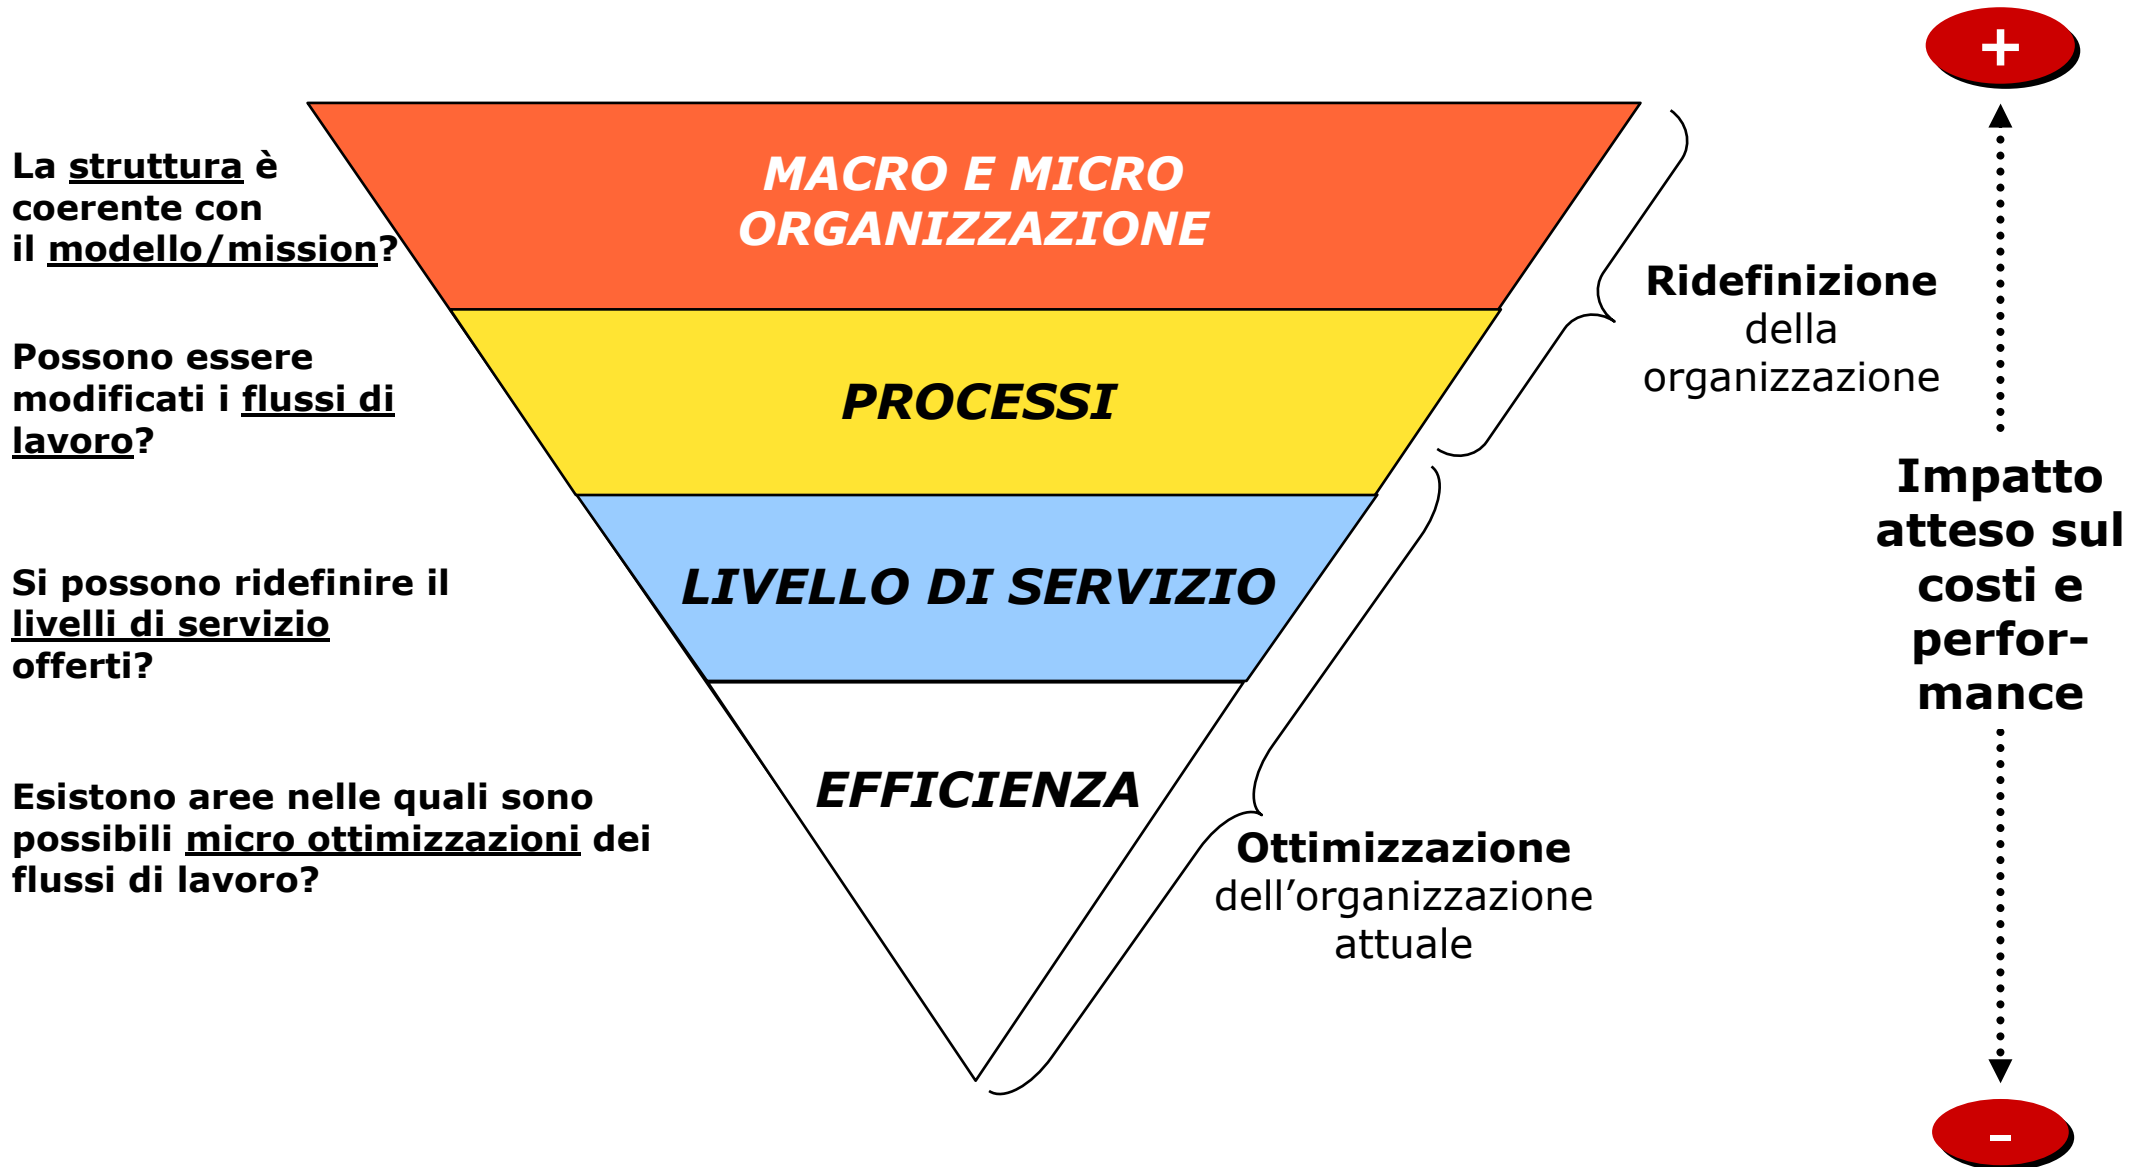 +
La struttura è
coerente con
il modello/mission?
MACRO E MICRO
ORGANIZZAZIONE
Ridefinizione
della
organizzazione
Possono essere
modificati i flussi di
lavoro?
PROCESSI
Impatto
atteso sul
costi e
perfor-
mance
Si possono ridefinire il
livelli di servizio
offerti?
LIVELLO DI SERVIZIO
Esistono aree nelle quali sono
possibili micro ottimizzazioni dei
flussi di lavoro?
EFFICIENZA
Ottimizzazione
dell’organizzazione
attuale
-